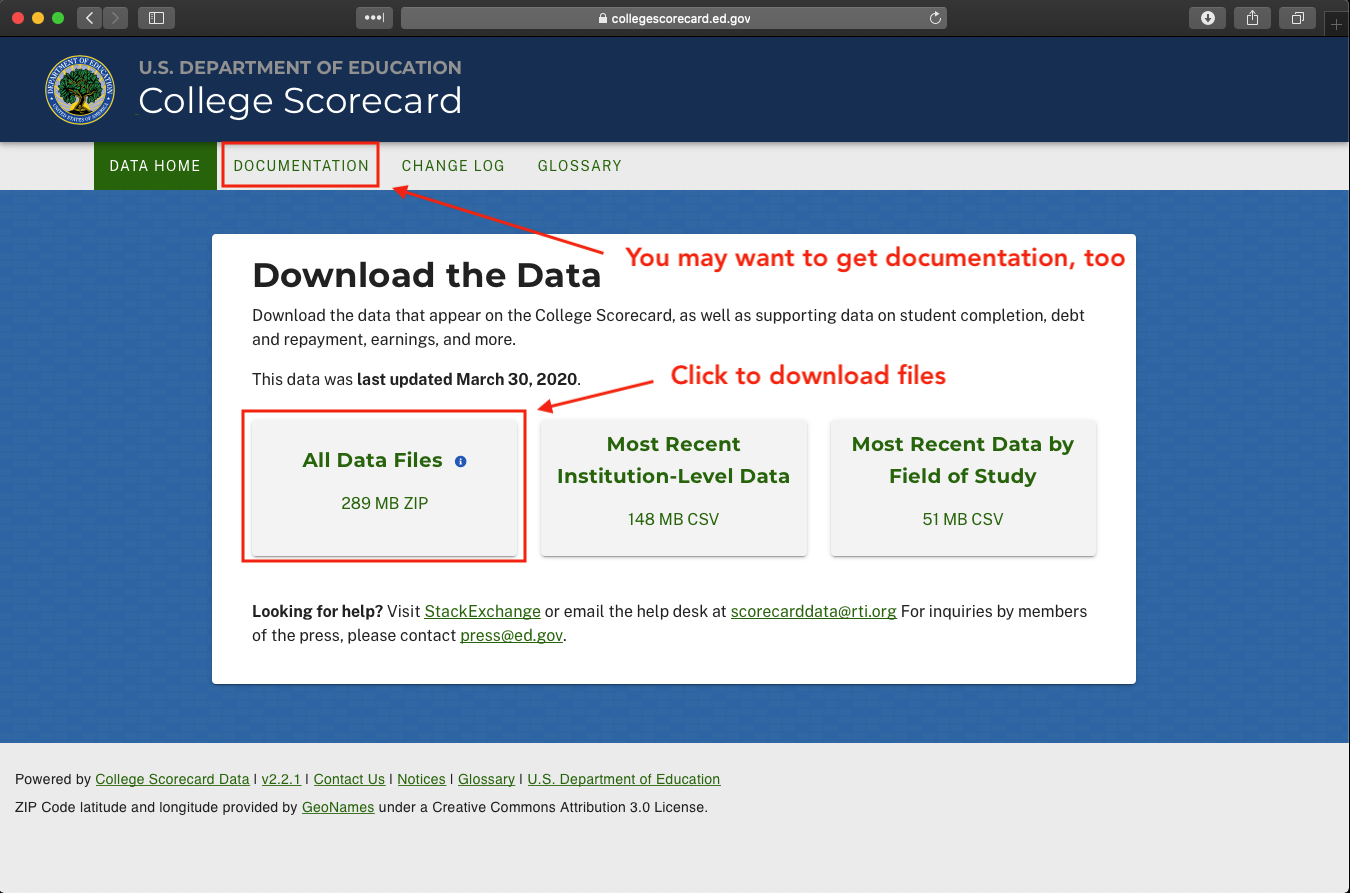 collegescorecard.ed.gov
DEPARTMENT OF EDUCATION
UNITED STATES OF AMERICA
U.S. DEPARTMENT OF EDUCATION
College Scorecard
DATA HOME DOCUMENTATION CHANGE LOG GLOSSARY
You may want to get documentation, too
Download the Data
Download the data that appear on the College Scorecard, as well as supporting data on student completion, debt
and repayment, earnings, and more.
Click to download files
This data was last updated March 30, 2020.
All Data Files
289 MB ZIP
Most Recent
Institution-Level Data
148 MB CSV
Most Recent Data by
Field of Study
51 MB CSV
Looking for help? Visit StackExchange or email the help desk at scorecarddata@rti.org For inquiries by members
of the press, please contact press@ed.gov.
Powered by College Scorecard Data | v2.2.1 | Contact Us | Notices | Glossary | U.S. Department of Education
ZIP Code latitude and longitude provided by GeoNames under a Creative Commons Attribution 3.0 License.